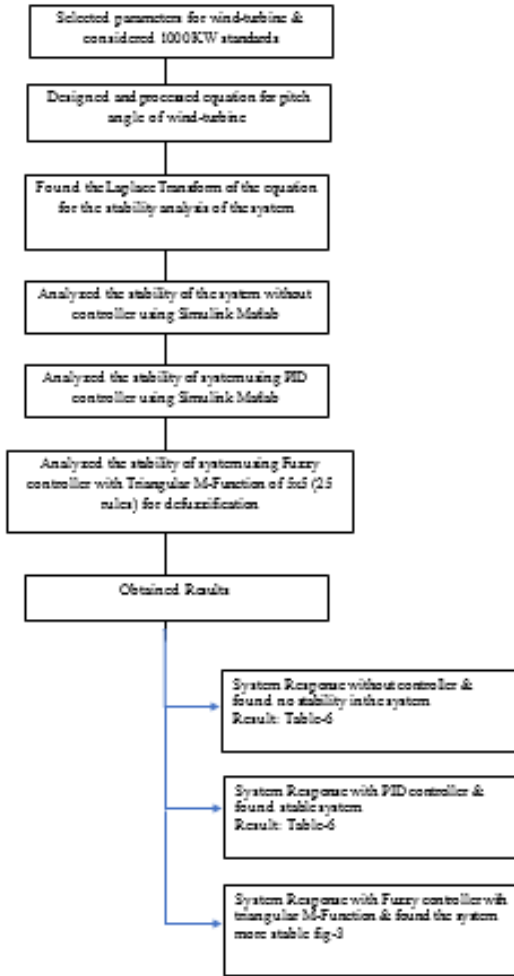 Selected parameters for wind-turbine &
considered 1000KW standards
Designed and processed equation for pitch
angle of wind-turbine
Found the Laplace Transform of the equation
for the stability analysis of the system
Analyzed the stability of the system without
controller using Simulink Matlab
Analyzed the stability of system using PID
controller using Simulink Matlab
Analyzed the stability of system using Fuzzy
controller with Triangular M-Function of 5x5 (25
rules) for defuzzification
Obtained Results
System Response without controller &
found no stability in the system
Result: Table-6
System Response with PID controller &
found stable system
Result: Table-6
System Response with Fuzzy controller with
triangular M-Function & found the system
more stable fig-3